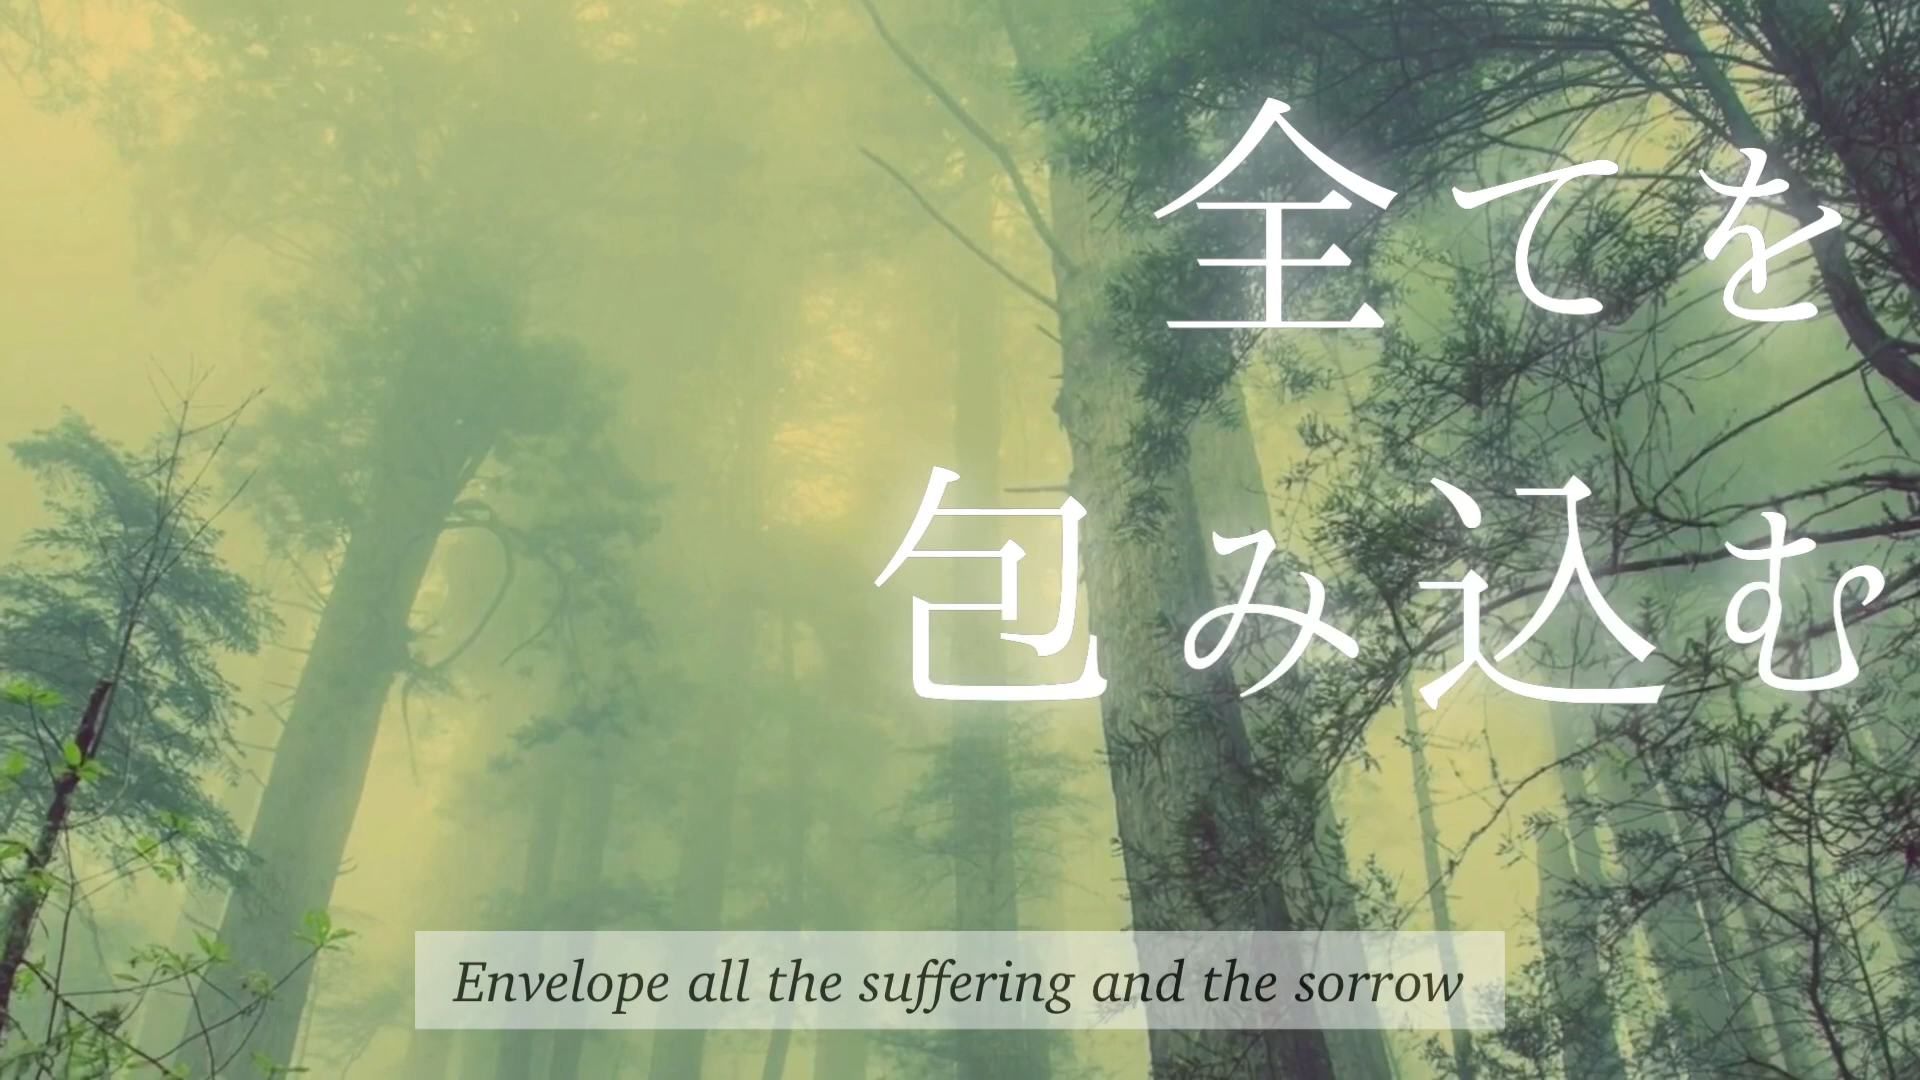 全てを
包み込む
Envelope all the suffering and the sorrow